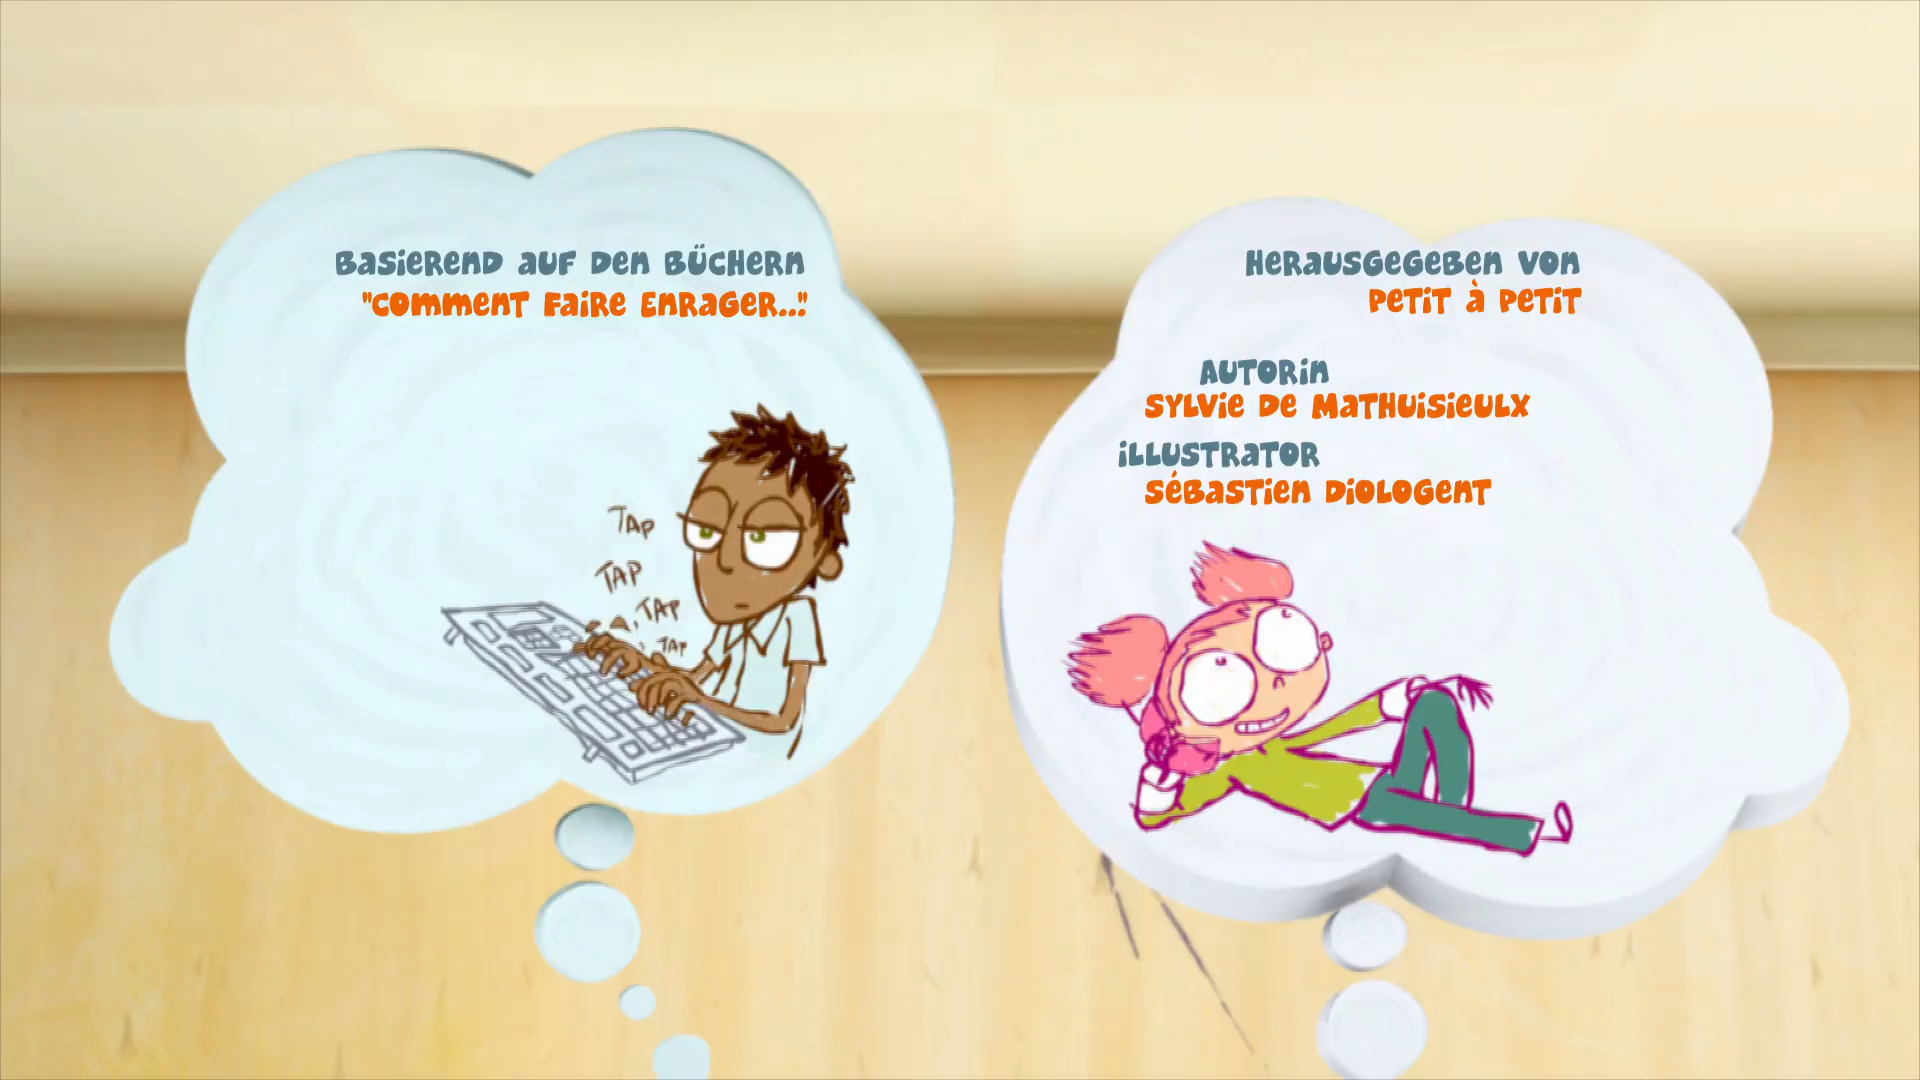 Basierend auf den Büchern
"Comment faire enrager..."
Herausgegeben von
Petit à Petit
Autorin
Sylvie de Mathuisieulx
Illustrator
Sébastien Diologent
TAP
TAP
TAP
TAP